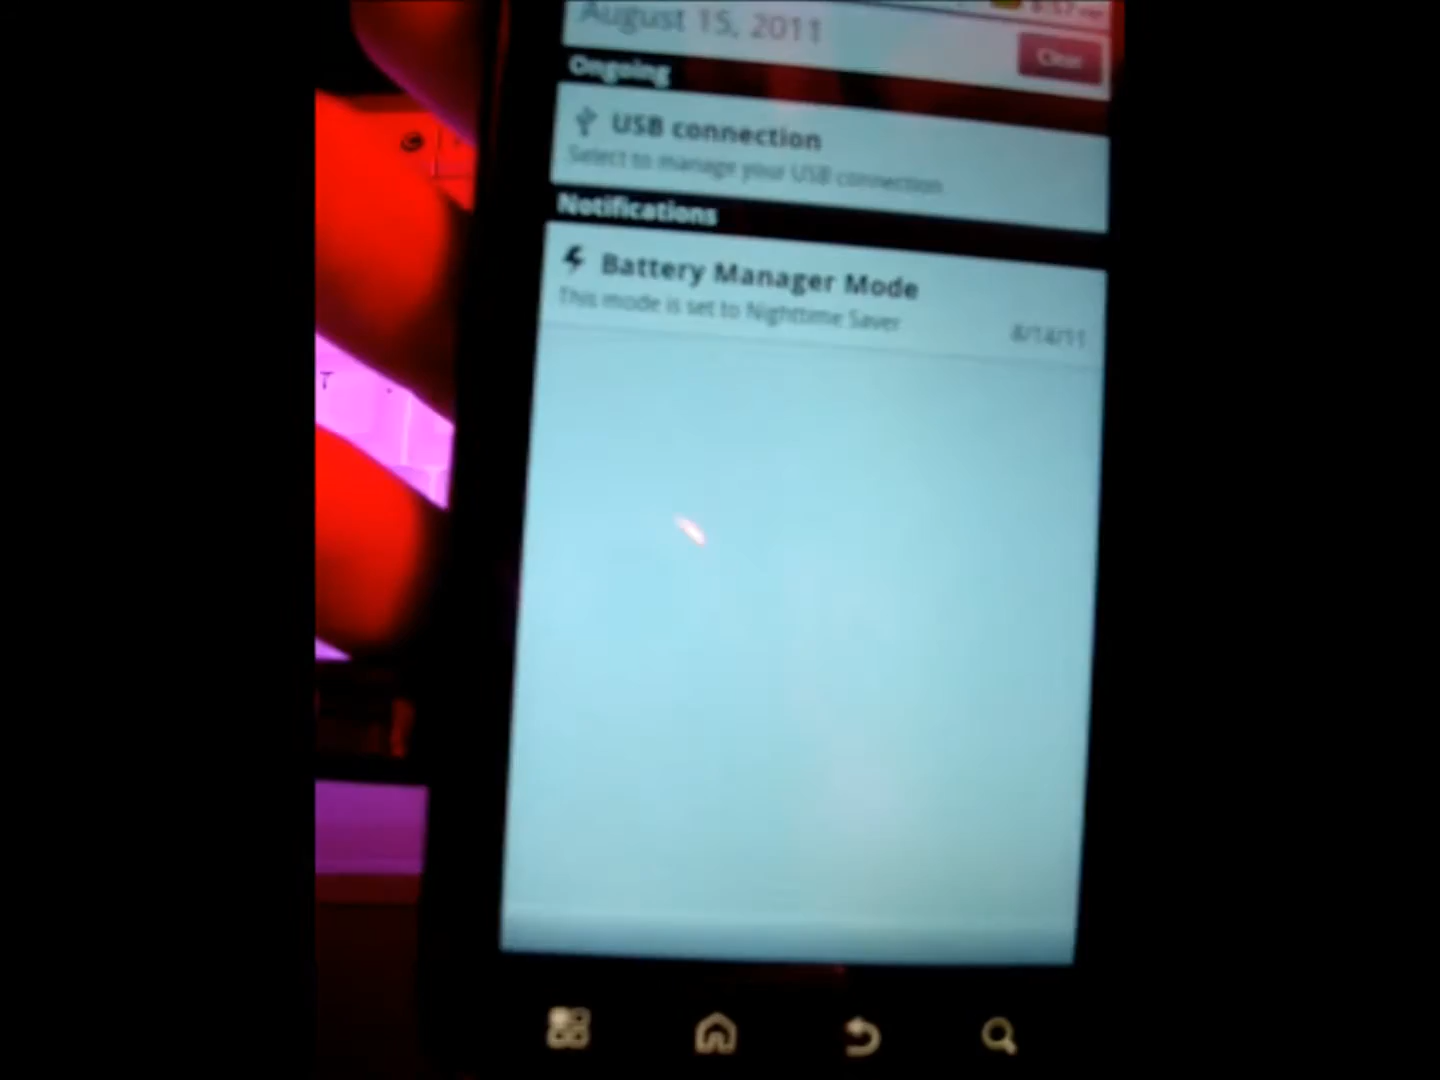 August 15, 2011
Clear
Ongoing
USB connection
Select to manage your USB connection
Notifications
Battery Manager Mode
This mode is set to Nighttime Saver
8/14/11